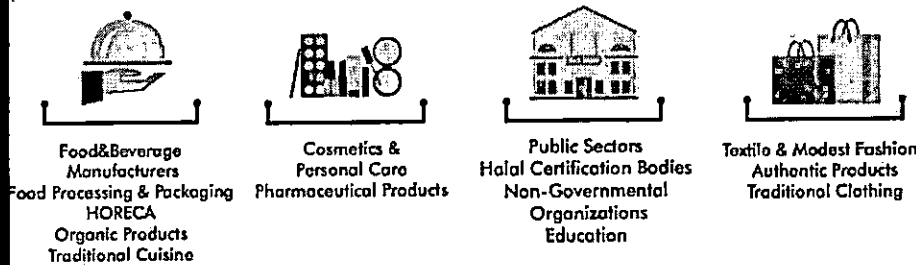 Food&Beverage
Manufacturers
Food Processing & Packaging
HORECA
Organic Products
Traditional Cuisine
Cosmetics &
Personal Care
Pharmaceutical Products
Public Sectors
Halal Certification Bodies
Non-Governmental
Organizations
Education
Textile & Modest Fashion
Authentic Products
Traditional Clothing